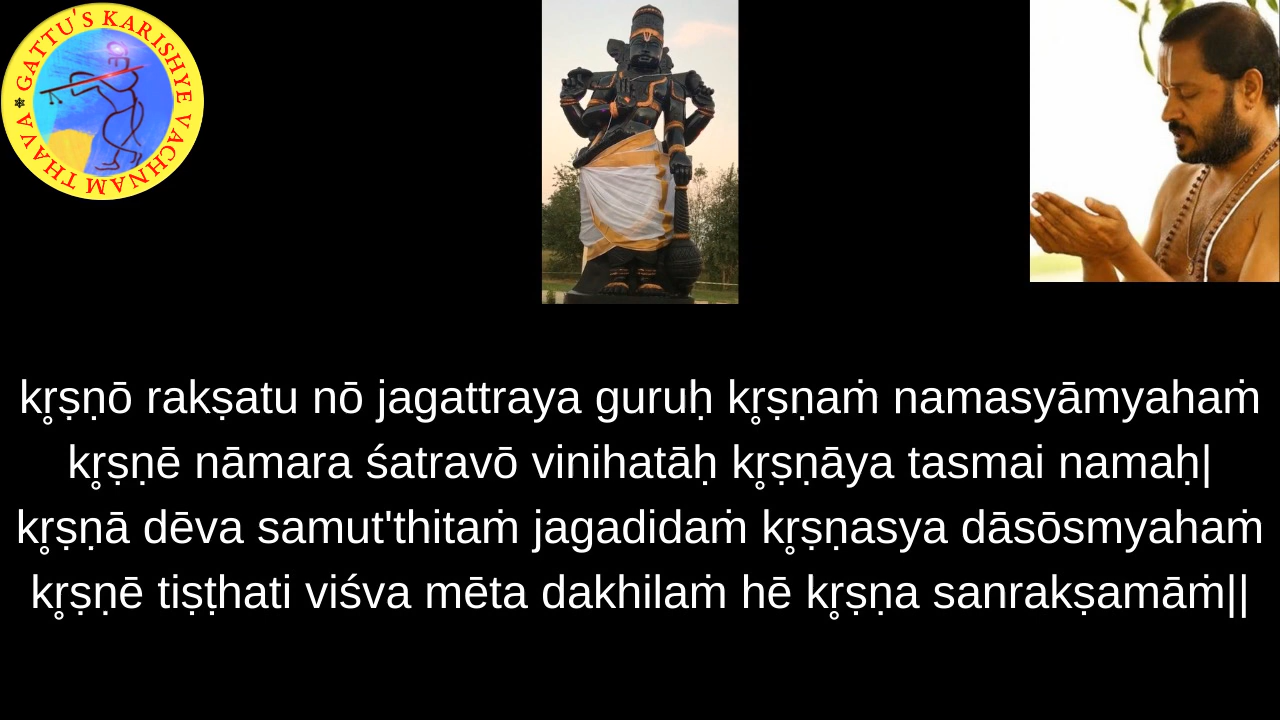 GATTU'S KARISHYE VACHNAM THAVA
kr̥ṣṇō rakṣatu nō jagattraya guruḥ kr̥ṣṇaṁ namasyāmyahaṁ
kr̥ṣṇē nāmara śatravō vinihatāḥ kr̥ṣṇāya tasmai namaḥ|
kr̥ṣṇā dēva samut'thitaṁ jagadidaṁ kr̥ṣṇasya dāsōsmyahaṁ
kr̥ṣṇē tiṣṭhati viśva mēta dakhilaṁ hē kr̥ṣṇa sanrakṣamāṁ||